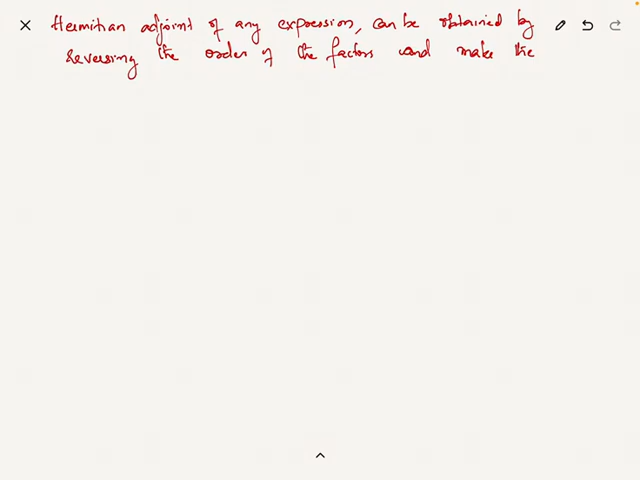 Hermitian adjoint of any expression, can be obtained by
reversing the order of the factors and make the